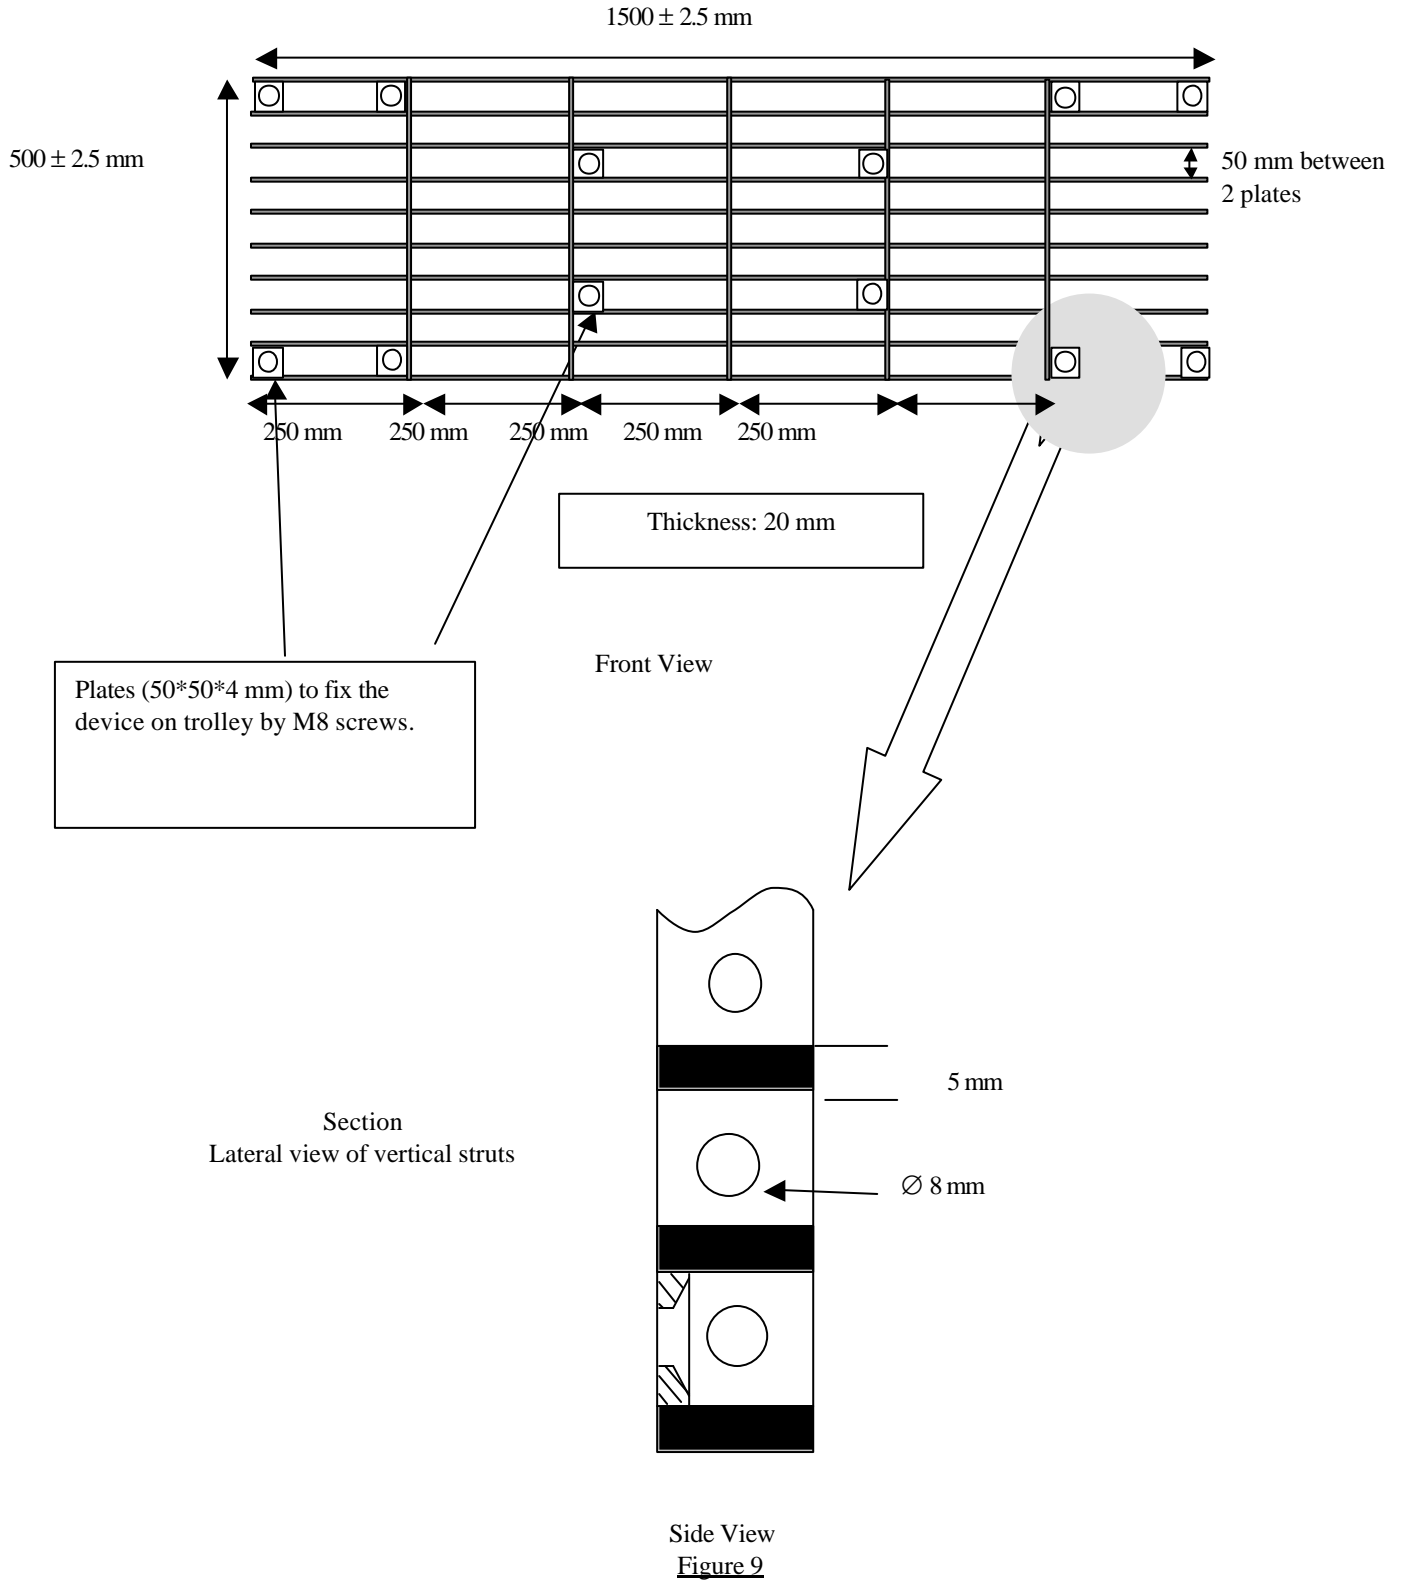 1500 ± 2.5 mm
500 ± 2.5 mm
50 mm between
2 plates
250 mm 250 mm 250 mm 250 mm 250 mm
Thickness: 20 mm
Front View
Plates (50*50*4 mm) to fix the
device on trolley by M8 screws.
5 mm
Section
Lateral view of vertical struts
∅ 8 mm
Side View
Figure 9